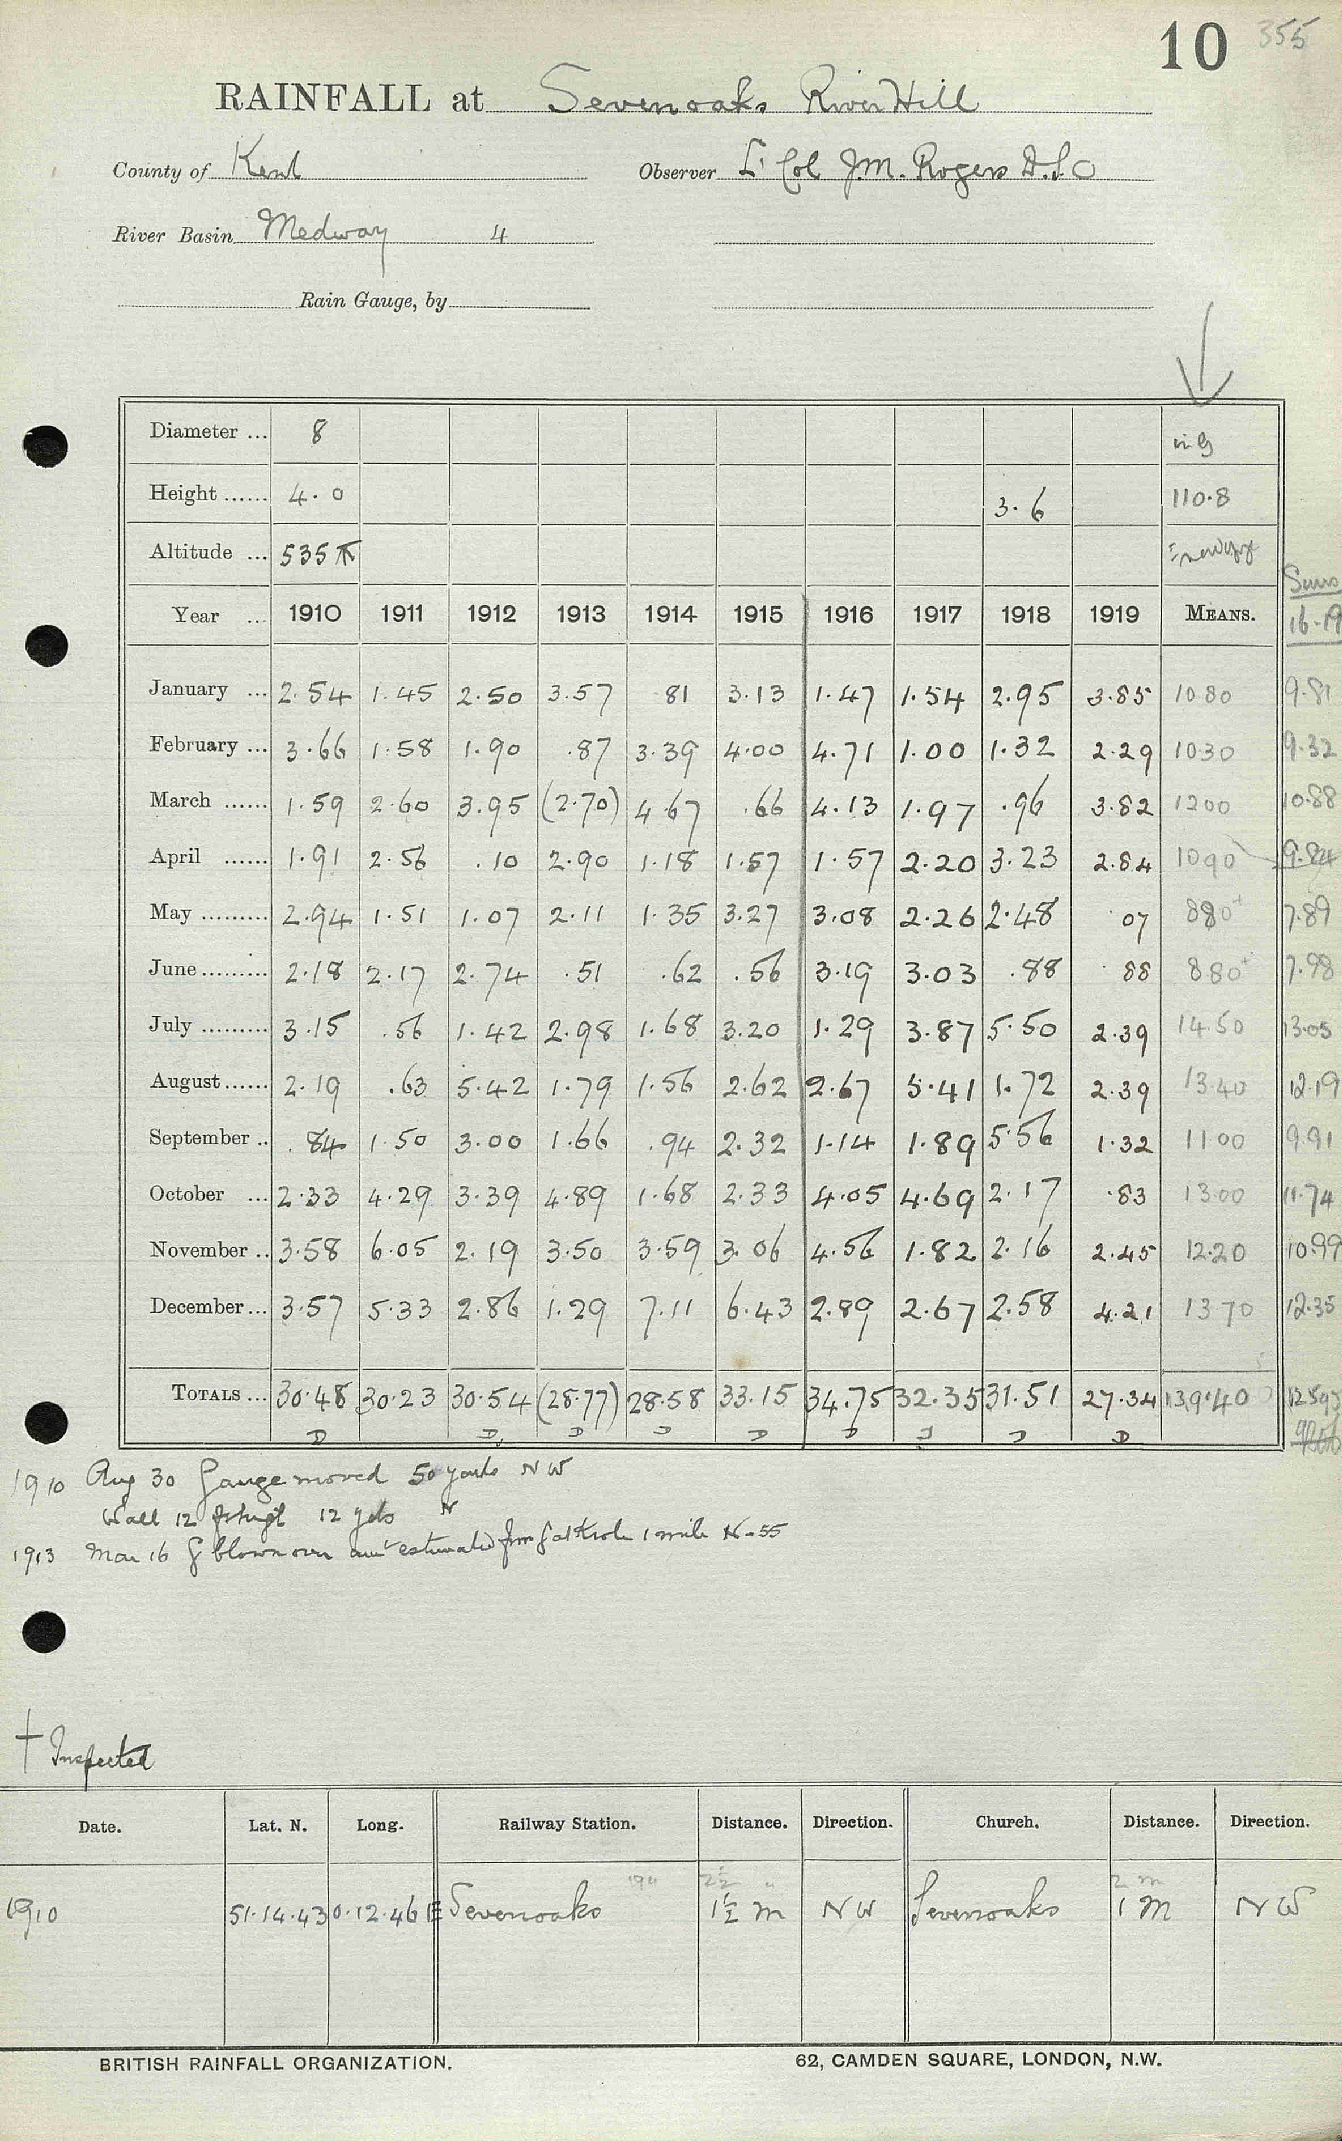 10 355
RAINFALL at Sevenoaks River Hill
County of Kent Observer Lt Col J.M. Rogers D.S.O
River Basin Medway 4
Rain Gauge, by
Diameter ... 8 ing
Height ...... 4.0 3.6 110.8
Altitude ... 535 ft
Sums
Year ... 1910 1911 1912 1913 1914 1915 1916 1917 1918 1919 MEANS. 16-19
January ... 2.54 1.45 2.50 3.57 .81 3.13 1.47 1.54 2.95 3.85 10.80 9.81
February ... 3.66 1.58 1.90 .87 3.39 4.00 4.71 1.00 1.32 2.29 10.30 9.32
March ...... 1.59 2.60 3.95 (2.70) 4.67 .66 4.13 1.97 .96 3.82 12.00 10.88
April ...... 1.91 2.56 .10 2.90 1.18 1.57 1.57 2.20 3.23 2.84 10.90 9.84
May ......... 2.94 1.51 1.07 2.11 1.35 3.27 3.08 2.26 2.48 .07 8.80+ 7.89
June ......... 2.18 2.17 2.74 .51 .62 .56 3.19 3.03 .88 .88 8.80+ 7.98
July ......... 3.15 .56 1.42 2.98 1.68 3.20 1.29 3.87 5.50 2.39 14.50 13.05
August ...... 2.19 .63 5.42 1.79 1.56 2.62 2.67 5.41 1.72 2.39 13.40 12.19
September .. .84 1.50 3.00 1.66 .94 2.32 1.14 1.89 5.56 1.32 11.00 9.91
October ... 2.33 4.29 3.39 4.89 1.68 2.33 4.05 4.69 2.17 .83 13.00 11.74
November .. 3.58 6.05 2.19 3.50 3.59 3.06 4.56 1.82 2.16 2.45 12.20 10.99
December ... 3.57 5.33 2.86 1.29 7.11 6.43 2.89 2.67 2.58 4.21 13.70 12.35
TOTALS ... 30.48 30.23 30.54 (28.77) 28.58 33.15 34.75 32.35 31.51 27.34 139.40
D D D D D D D D
1910 Aug 30 Gauge moved 50 yards NW
Wall 12 ft high 12 yds N
1913 Mar 16 G blown over amt estimated from 1 mile N-.55
† Inspected
Date. Lat. N. Long. Railway Station. Distance. Direction. Church. Distance. Direction.
2½ " 2 m
1910 51.14.43 0.12.46 E Sevenoaks 1½ m NW Sevenoaks 1 m NW
BRITISH RAINFALL ORGANIZATION. 62, CAMDEN SQUARE, LONDON, N.W.